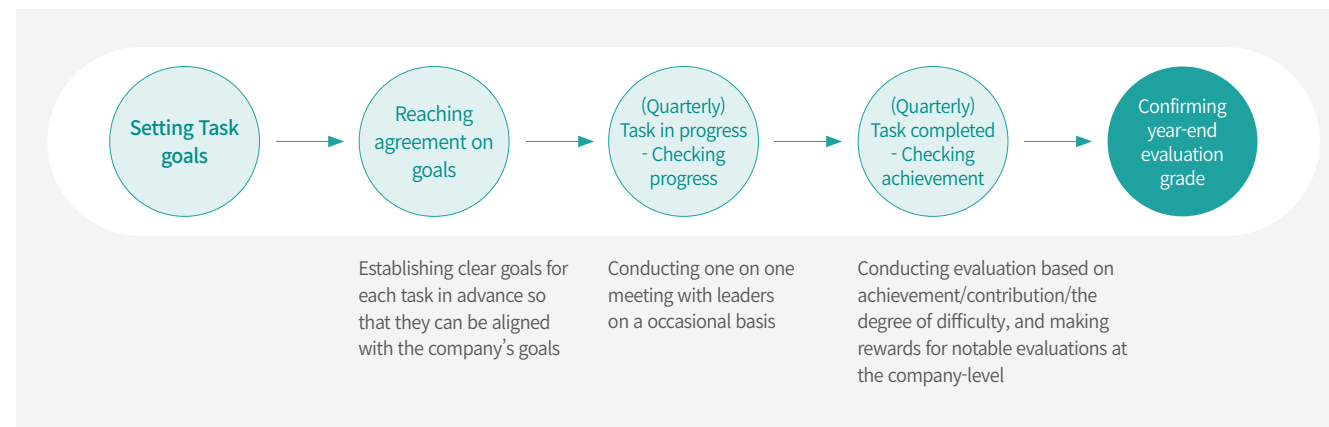 Setting Task
goals
Reaching
agreement on
goals
(Quarterly)
Task in progress
- Checking
progress
(Quarterly)
Task completed
- Checking
achievement
Confirming
year-end
evaluation
grade
Establishing clear goals for
each task in advance so
that they can be aligned
with the company's goals
Conducting one on one
meeting with leaders
on a occasional basis
Conducting evaluation based on
achievement/contribution/the
degree of difficulty, and making
rewards for notable evaluations at
the company-level